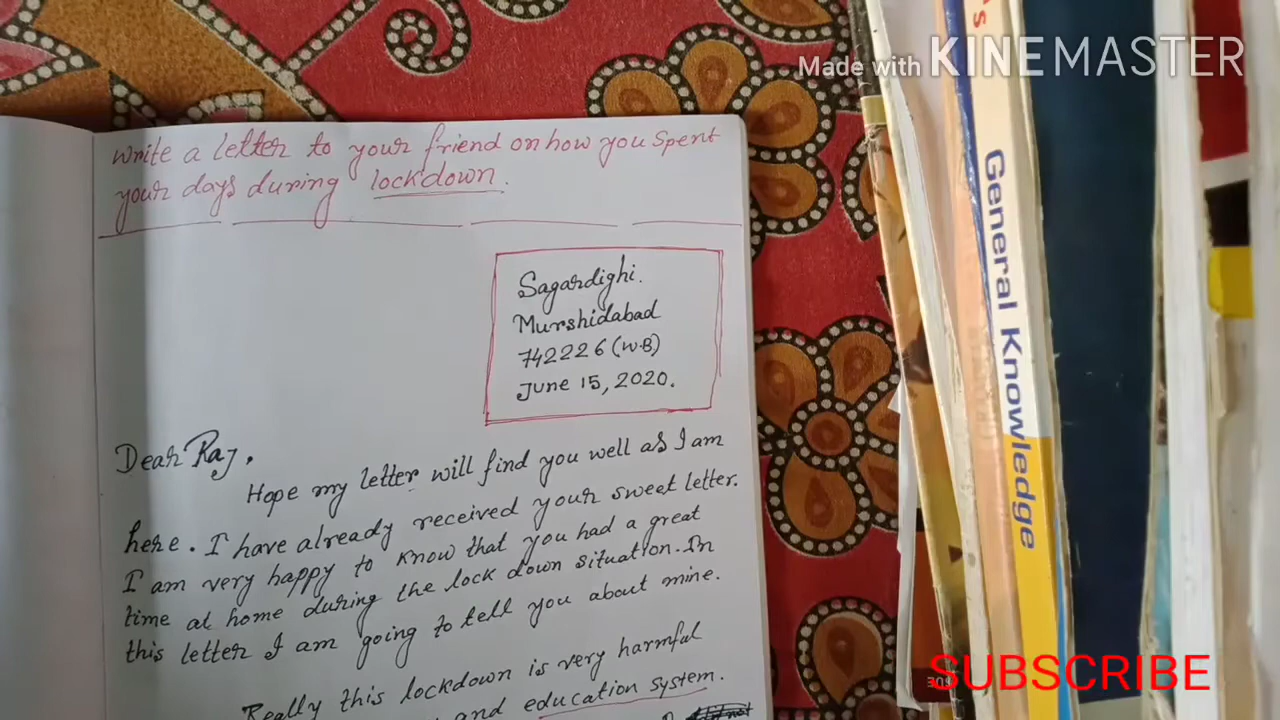 Made with KINEMASTER
Write a letter to your friend on how you spent
your days during lockdown.
Sagardighi.
Murshidabad
742226 (W.B)
June 15, 2020.
Dear Raj,
Hope my letter will find you well as I am
here. I have already received your sweet letter.
I am very happy to know that you had a great
time at home during the lock down situation. In
this letter I am going to tell you about mine.
Really this lockdown is very harmful
and education system.
General Knowledge
SUBSCRIBE